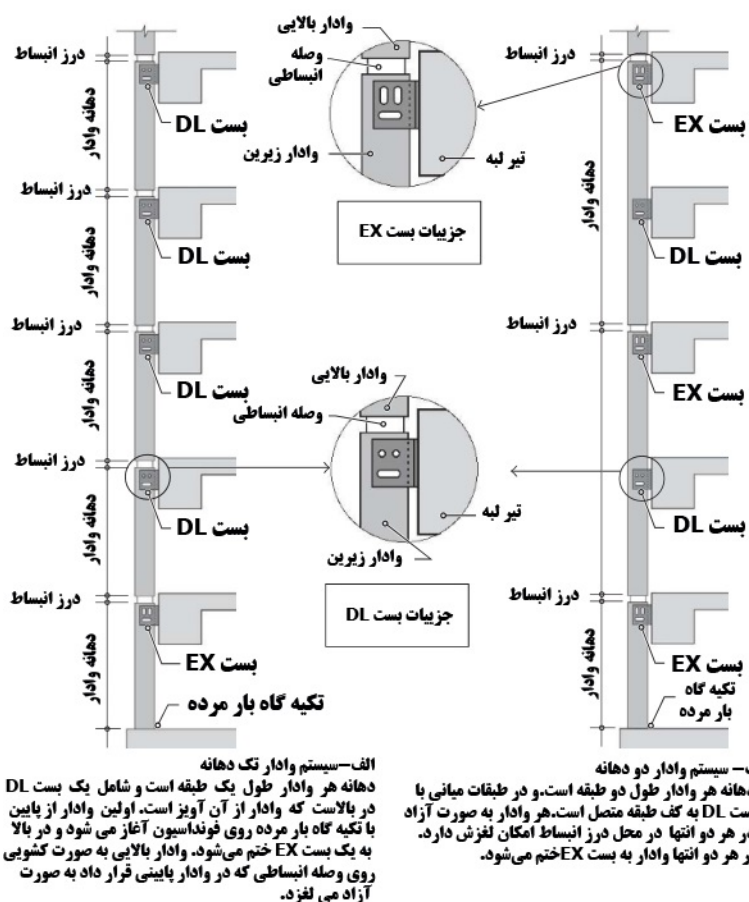 درز انبساط
دهانه وادار
بست DL
درز انبساط
دهانه وادار
بست DL
درز انبساط
دهانه وادار
بست DL
درز انبساط
دهانه وادار
بست DL
درز انبساط
دهانه وادار
بست EX
تکیه گاه بار مرده
وادار بالایی
وصله
انبساطی
وادار زیرین
تیر لبه
جزییات بست EX
وادار بالایی
وصله انبساطی
تیر لبه
وادار زیرین
جزییات بست DL
درز انبساط
بست EX
دهانه وادار
بست DL
درز انبساط
بست EX
دهانه وادار
بست DL
درز انبساط
بست EX
دهانه وادار
تکیه گاه
بار مرده
الف–سیستم وادار تک دهانه
دهانه هر وادار طول یک طبقه است و شامل یک بست DL
در بالاست که وادار از آن آویز است. اولین وادار از پایین
با تکیه گاه بار مرده روی فونداسیون آغاز می شود و در بالا
به یک بست EX ختم می‌شود. وادار بالایی به صورت کشویی
روی وصله انبساطی که در وادار پایینی قرار داد به صورت
آزاد می لغزد.
– سیستم وادار دو دهانه
دهانه هر وادار طول دو طبقه است.و در طبقات میانی با
بست DL به کف طبقه متصل است.هر وادار به صورت آزاد
در هر دو انتها در محل درز انبساط امکان لغزش دارد.
در هر دو انتها وادار به بست EXختم می‌شود.